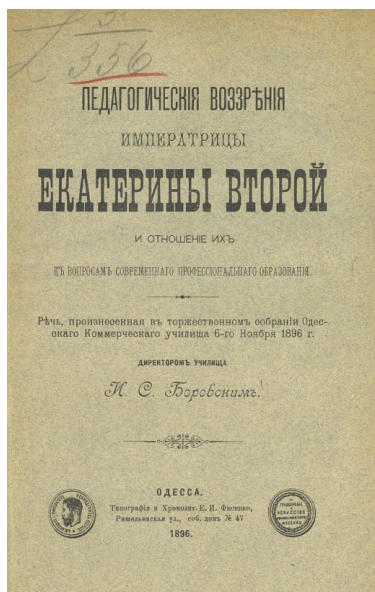 3
356
ПЕДАГОГИЧЕСКІЯ ВОЗЗРѢНІЯ
ИМПЕРАТРИЦЫ
ЕКАТЕРИНЫ ВТОРОЙ
И ОТНОШЕНІЕ ИХЪ
КЪ ВОПРОСАМЪ СОВРЕМЕННАГО ПРОФЕССІОНАЛЬНАГО ОБРАЗОВАНІЯ.
Рѣчь, произнесенная въ торжественномъ собраніи Одес-
скаго Коммерческаго училища 6-го Ноября 1896 г.
ДИРЕКТОРОМЪ УЧИЛИЩА
Н. С. Боровскимъ.
ОДЕССА.
Типографія и Хромолит. Е. И. Фесенко,
Ришельевская ул., соб. домъ № 47
1896.